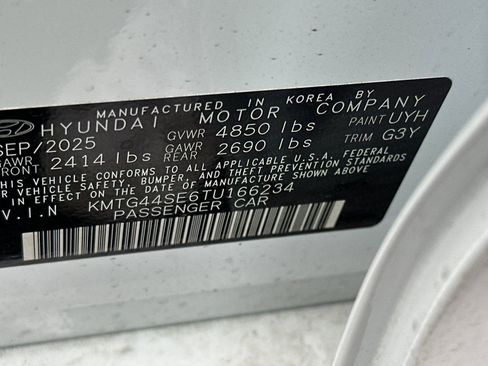 MANUFACTURED IN KOREA BY
HYUNDAI MOTOR COMPANY
SEP/2025 GVWR 4850 lbs PAINT UYH
GAWR FRONT 2414 lbs GAWR REAR 2690 lbs TRIM G3Y
THIS VEHICLE CONFORMS TO ALL APPLICABLE U.S.A. FEDERAL
SAFETY, BUMPER, AND THEFT PREVENTION STANDARDS
IN EFFECT ON THE DATE OF MANUFACTURE SHOWN ABOVE
V.I.N KMTG44SE6TU166234
PASSENGER CAR